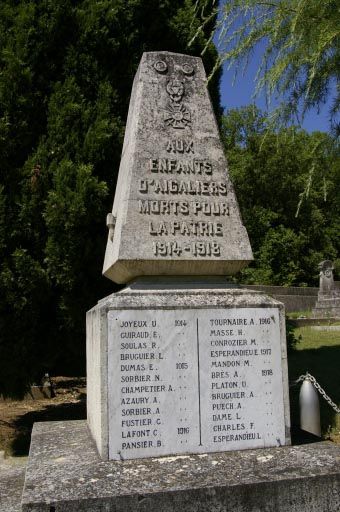 AUX
ENFANTS
D'AIGALIERS
MORTS POUR
LA PATRIE
1914-1918
JOYEUX U. 1914
GUIRAUD E. "
SOULAS R. "
BRUGUIER L. "
DUMAS E. 1915
SORBIER N. "
CHAMPETIER A. "
AZAURY A. "
SORBIER A. "
FUSTIER G. "
LAFONT C. 1916
PANSIER B. "
TOURNAIRE A. 1916
MASSE H. "
CONROZIER M. "
ESPERANDIEU E. 1917
MANDON M. "
BRES A. 1918
PLATON U. "
BRUGUIER A. "
PUECH A. "
DAME L. "
CHARLES F. "
ESPERANDIEU L. "